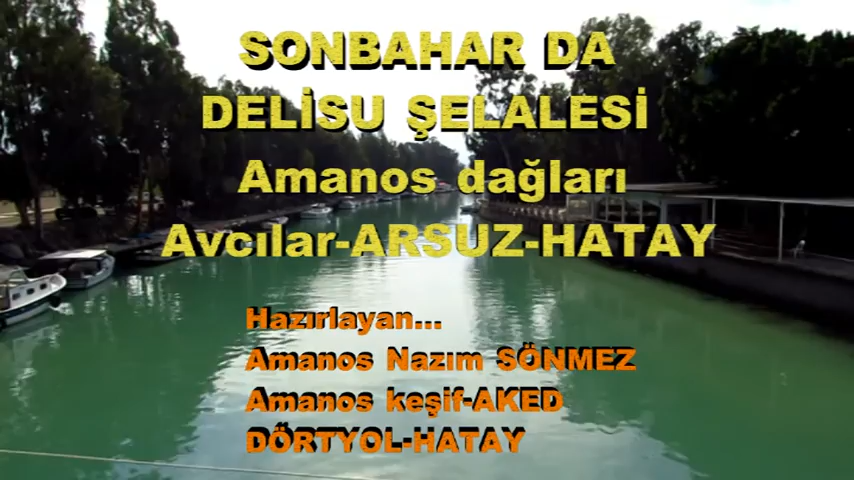 SONBAHAR DA
DELİSU ŞELALESİ
Amanos dağları
Avcılar-ARSUZ-HATAY
Hazırlayan...
Amanos Nazım SÖNMEZ
Amanos keşif-AKED
DÖRTYOL-HATAY